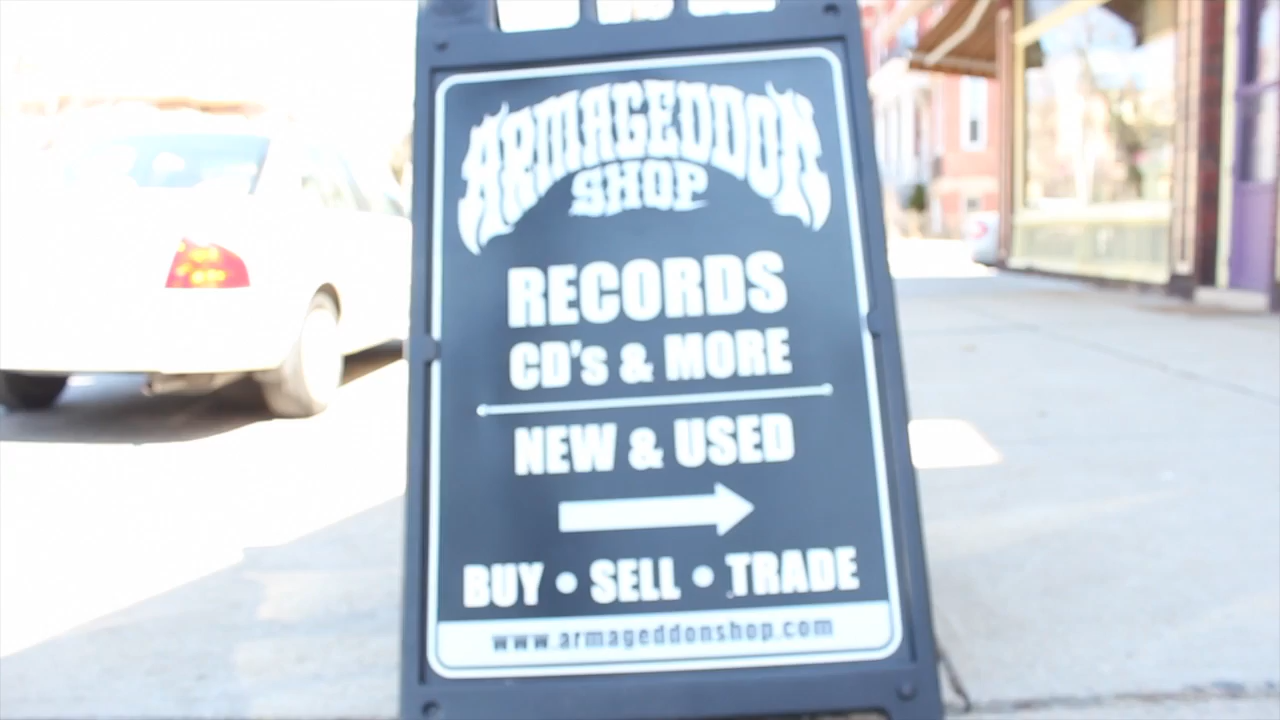 ARMAGEDDON
SHOP
RECORDS
CD's & MORE
NEW & USED
BUY • SELL • TRADE
www.armageddonshop.com